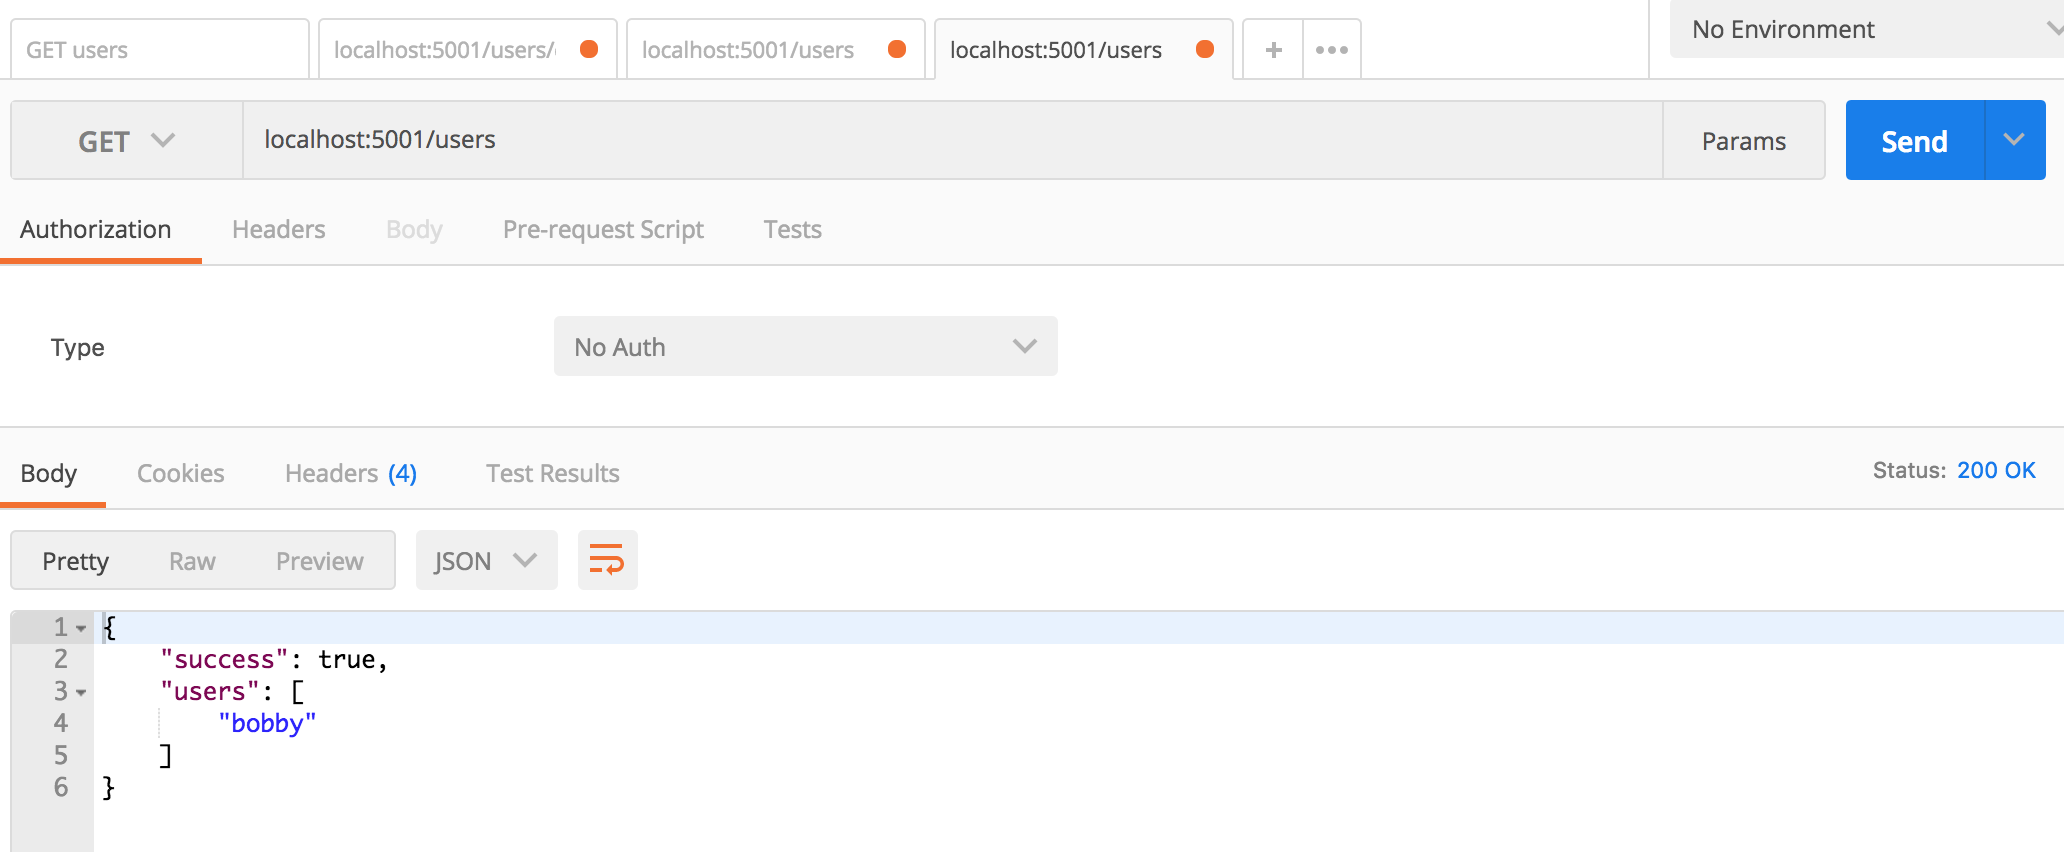 GET users
localhost:5001/users/
localhost:5001/users
localhost:5001/users
+
•••
No Environment
GET
localhost:5001/users
Params
Send
Authorization Headers Body Pre-request Script Tests
Type
No Auth
Body Cookies Headers (4) Test Results
Status: 200 OK
Pretty Raw Preview
JSON
1 {
2 "success": true,
3 "users": [
4 "bobby"
5 ]
6 }